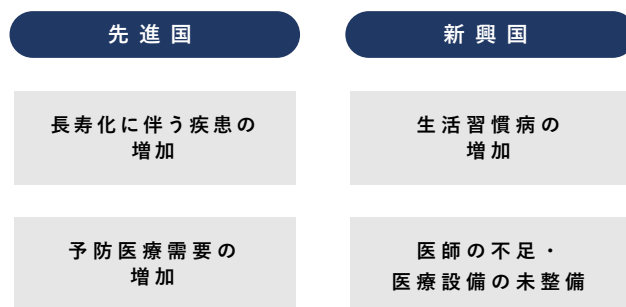 先進国
新興国
長寿化に伴う疾患の
増加
生活習慣病の
増加
予防医療需要の
増加
医師の不足・
医療設備の未整備